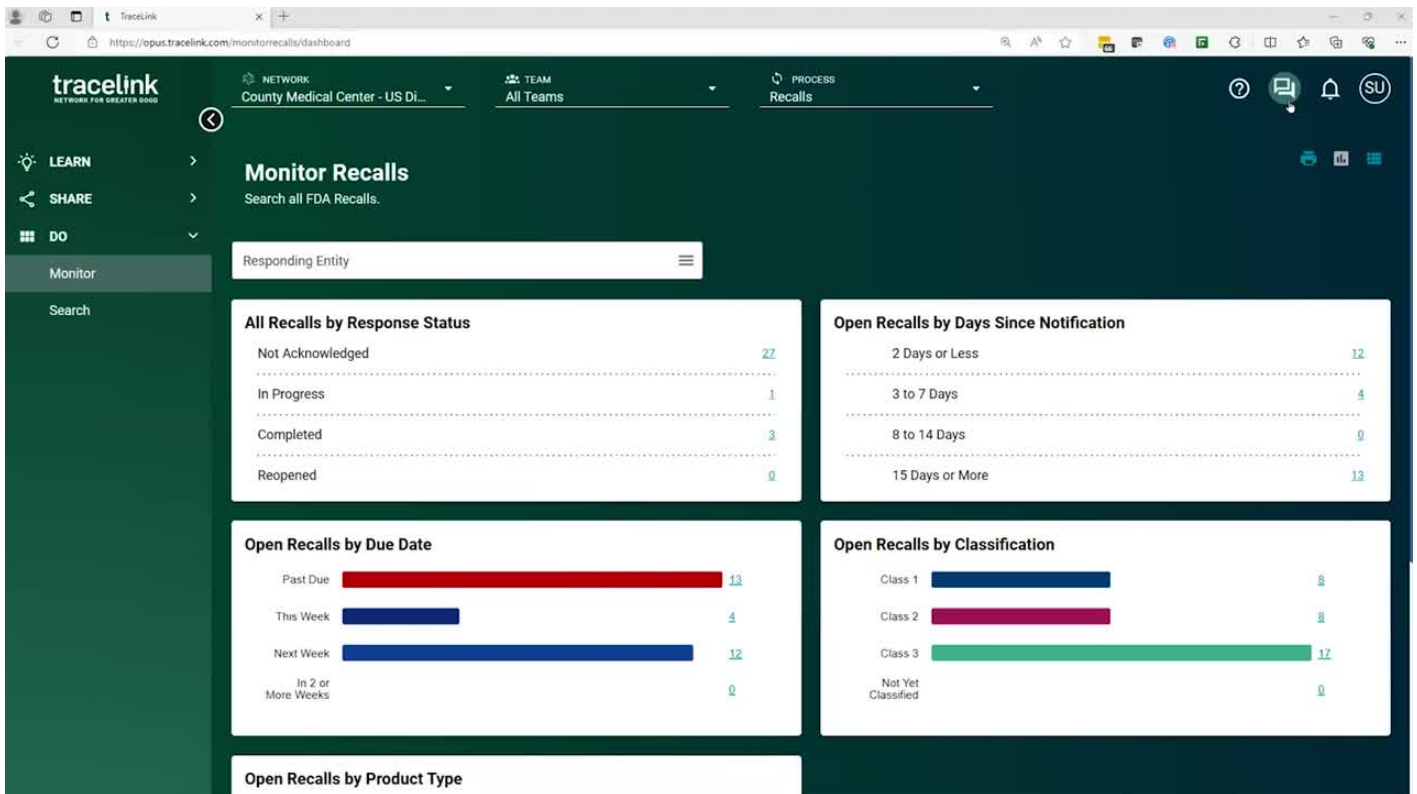 TraceLink
https://opus.tracelink.com/monitorrecalls/dashboard
tracelink
NETWORK FOR GREATER GOOD
NETWORK
County Medical Center - US Di...
TEAM
All Teams
PROCESS
Recalls
SU
LEARN
SHARE
DO
Monitor
Search
Monitor Recalls
Search all FDA Recalls.
Responding Entity
All Recalls by Response Status
Not Acknowledged 27
In Progress 1
Completed 3
Reopened 0
Open Recalls by Days Since Notification
2 Days or Less 12
3 to 7 Days 4
8 to 14 Days 0
15 Days or More 13
Open Recalls by Due Date
Past Due 13
This Week 4
Next Week 12
In 2 or
More Weeks 0
Open Recalls by Classification
Class 1 8
Class 2 8
Class 3 17
Not Yet
Classified 0
Open Recalls by Product Type